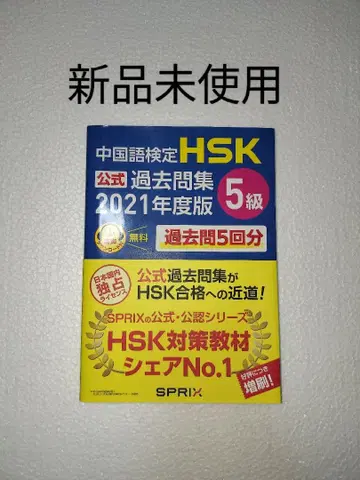 新品未使用
中国語検定HSK
公式 過去問集
2021年度版 5級
無料
過去問5回分
日本国内
独占
ライセンス
公式過去問集が
HSK合格への近道!
SPRIXの公式・公認シリーズ
HSK対策教材
シェアNo.1
好評につき
増刷!
SPRIX